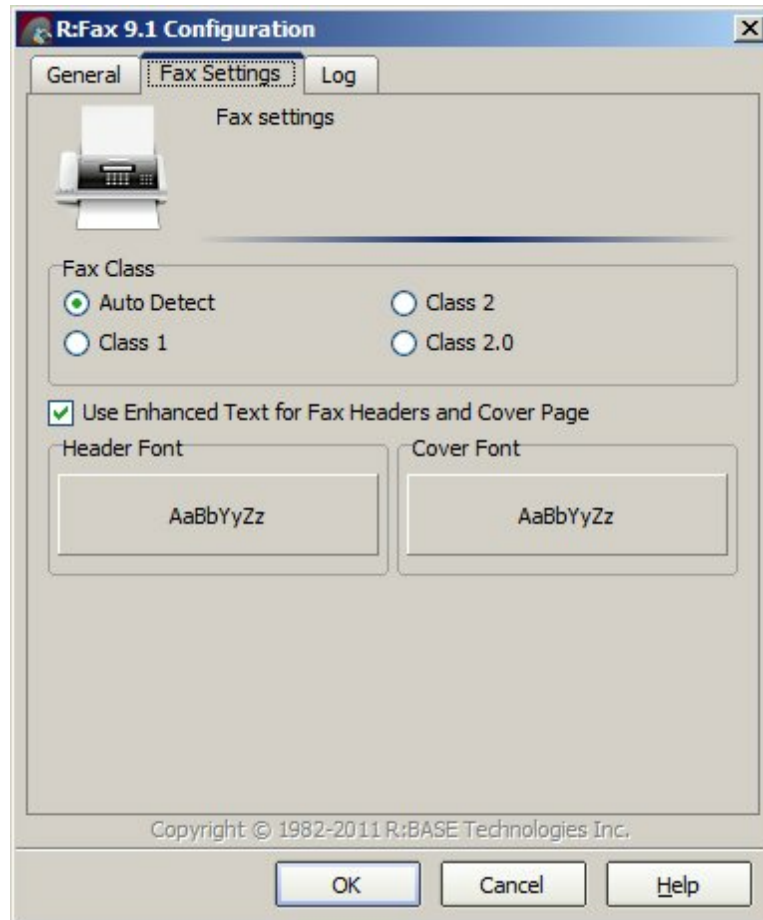 R:Fax 9.1 Configuration
General Fax Settings Log
Fax settings
Fax Class
Auto Detect Class 2
Class 1 Class 2.0
Use Enhanced Text for Fax Headers and Cover Page
Header Font Cover Font
AaBbYyZz AaBbYyZz
Copyright © 1982-2011 R:BASE Technologies Inc.
OK Cancel Help